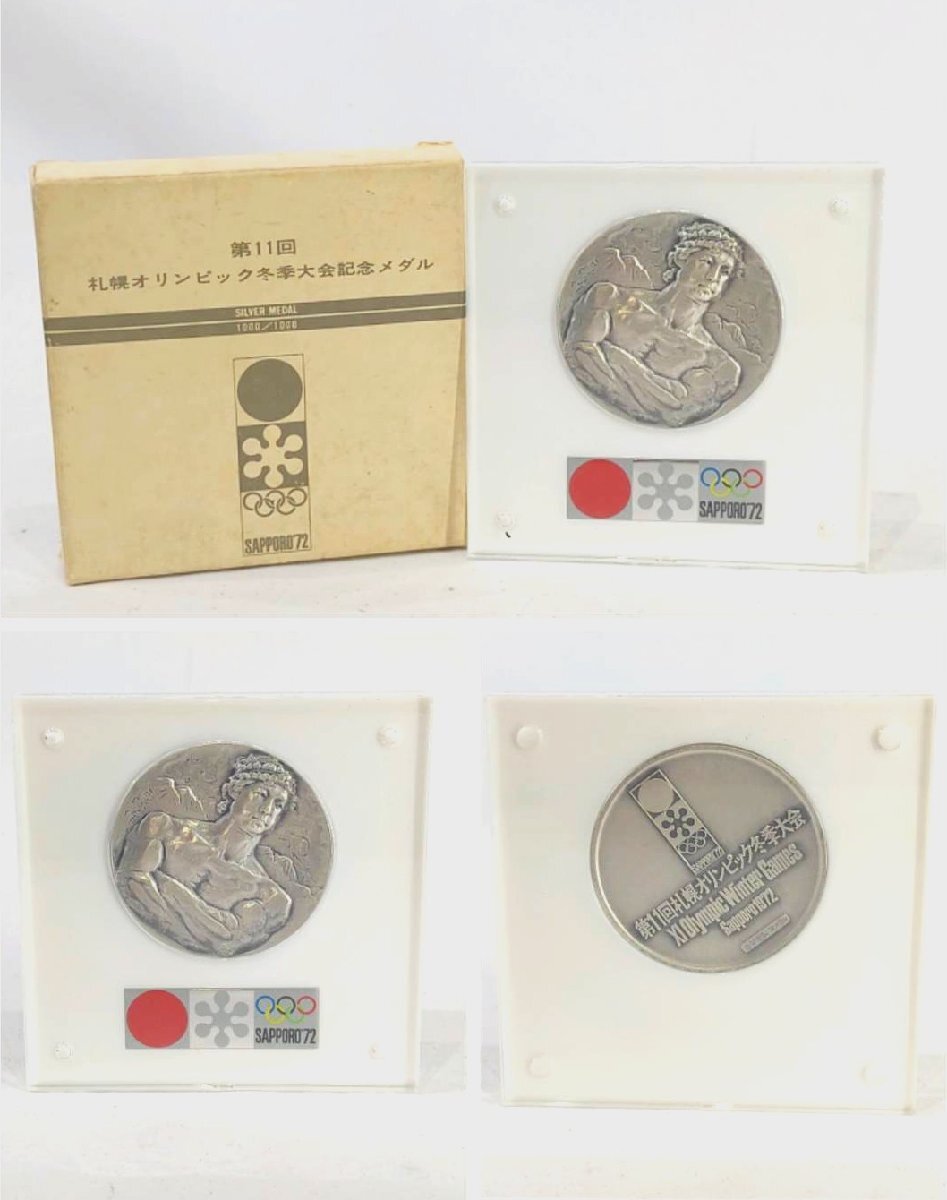 第11回
札幌オリンピック冬季大会記念メダル
SILVER MEDAL
1000/1000
SAPPORO'72
SAPPORO'72
SAPPORO'72
第11回札幌オリンピック冬季大会
XI Olympic Winter Games
Sapporo 1972